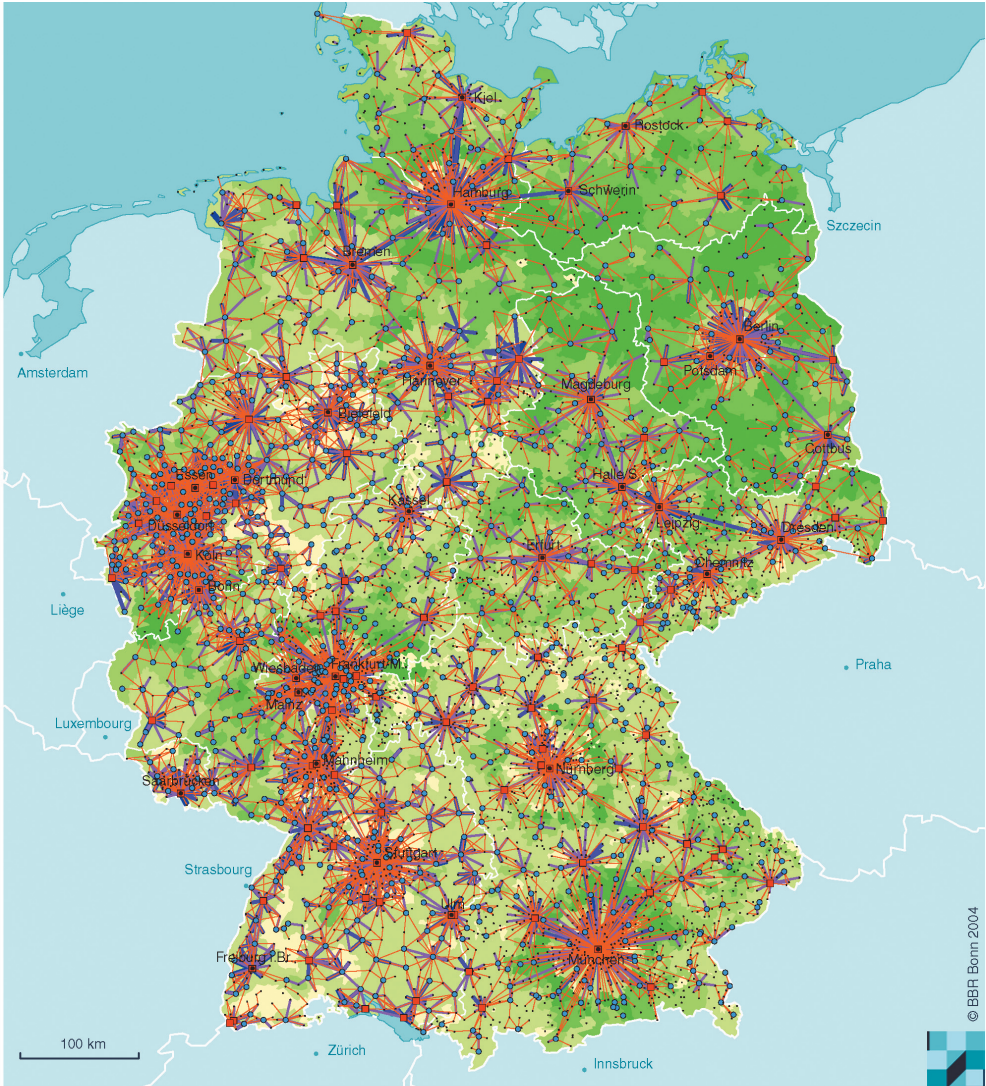 Kiel
Rostock
Hamburg
Schwerin
Szczecin
Bremen
Berlin
Amsterdam
Potsdam
Hannover
Magdeburg
Bielefeld
Cottbus
Essen
Dortmund
Halle/S.
Kassel
Düsseldorf
Leipzig
Dresden
Erfurt
Köln
Chemnitz
Bonn
Liège
Wiesbaden
Frankfurt/M.
Praha
Mainz
Luxembourg
Mannheim
Nürnberg
Saarbrücken
Stuttgart
Strasbourg
Ulm
Freiburg i.Br.
München
© BBR Bonn 2004
100 km
Zürich
Innsbruck